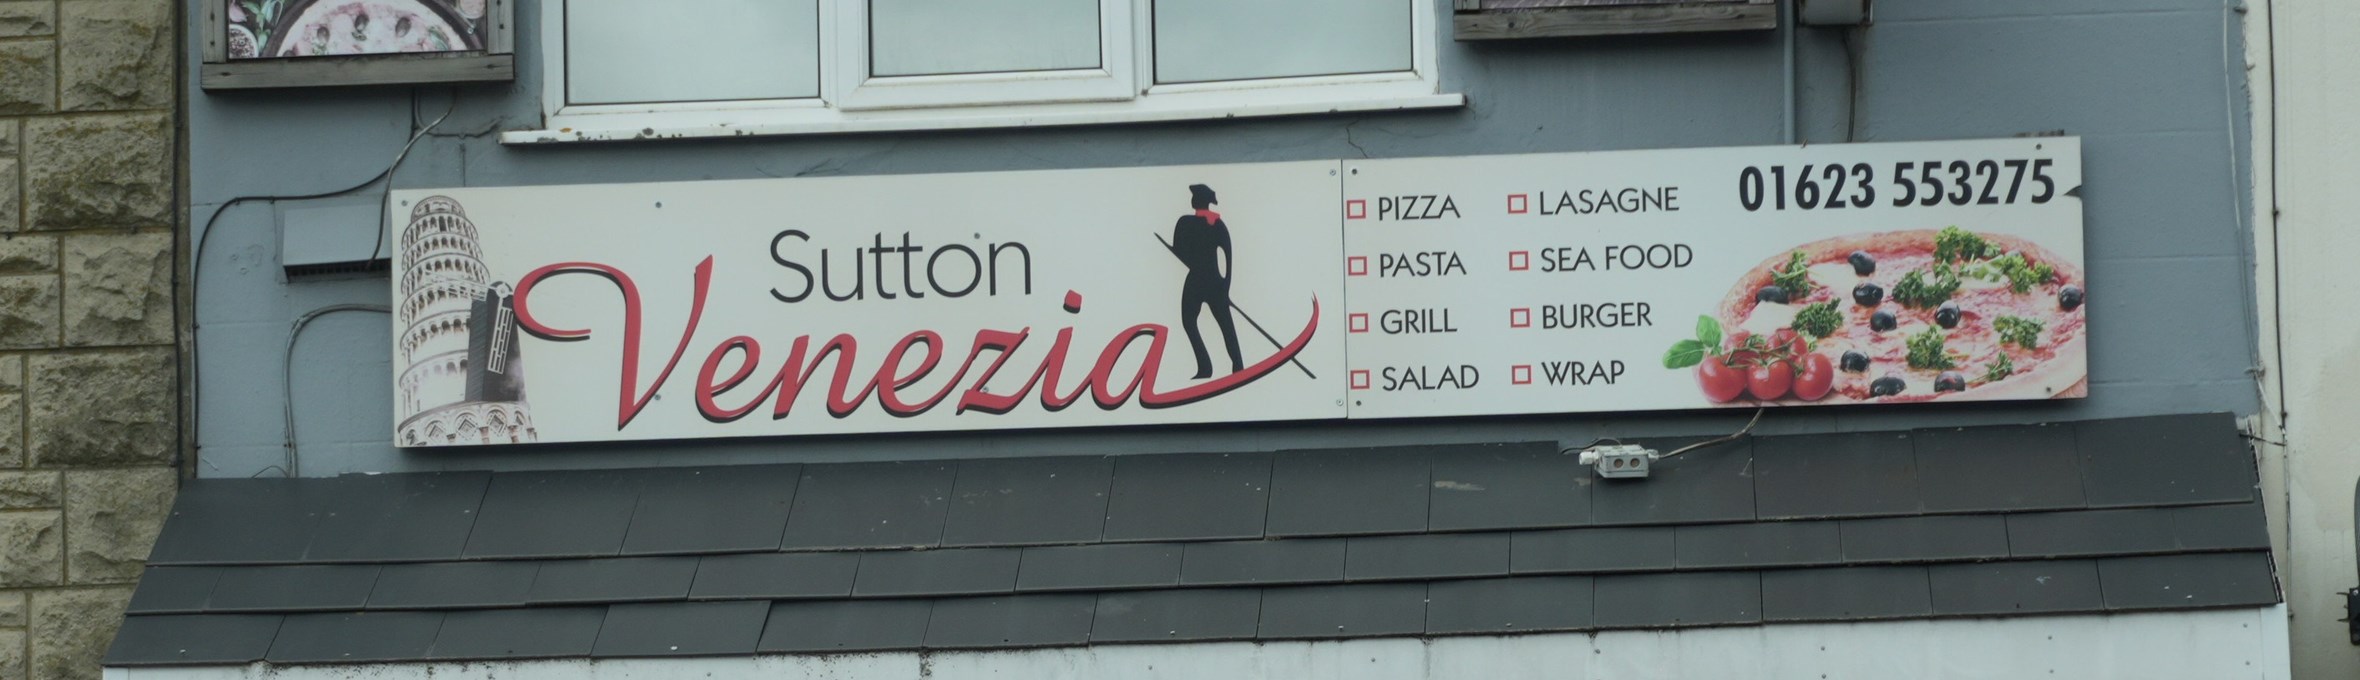 Sutton
Venezia
PIZZA
PASTA
GRILL
SALAD
LASAGNE
SEA FOOD
BURGER
WRAP
01623 553275